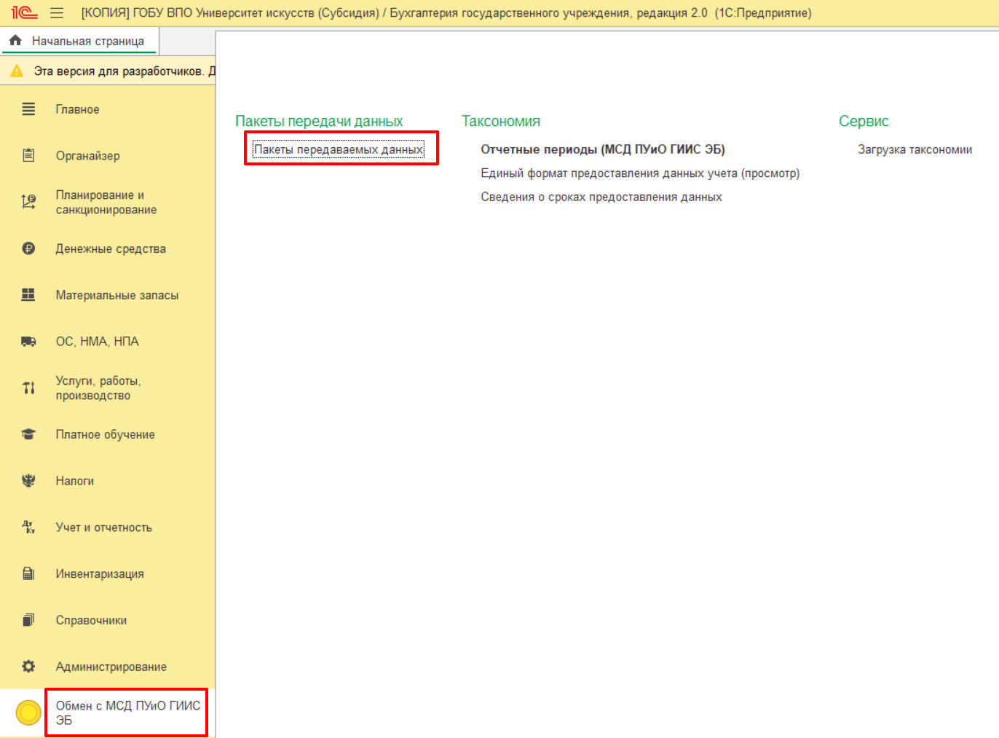 [КОПИЯ] ГОБУ ВПО Университет искусств (Субсидия) / Бухгалтерия государственного учреждения, редакция 2.0 (1С:Предприятие)
Начальная страница
Эта версия для разработчиков. Д
Главное
Органайзер
Планирование и
санкционирование
Денежные средства
Материальные запасы
ОС, НМА, НПА
Услуги, работы,
производство
Платное обучение
Налоги
Дт
Кт
Учет и отчетность
Инвентаризация
Справочники
Администрирование
Обмен с МСД ПУиО ГИИС
ЭБ
Пакеты передачи данных
Пакеты передаваемых данных
Таксономия
Отчетные периоды (МСД ПУиО ГИИС ЭБ)
Единый формат предоставления данных учета (просмотр)
Сведения о сроках предоставления данных
Сервис
Загрузка таксономии